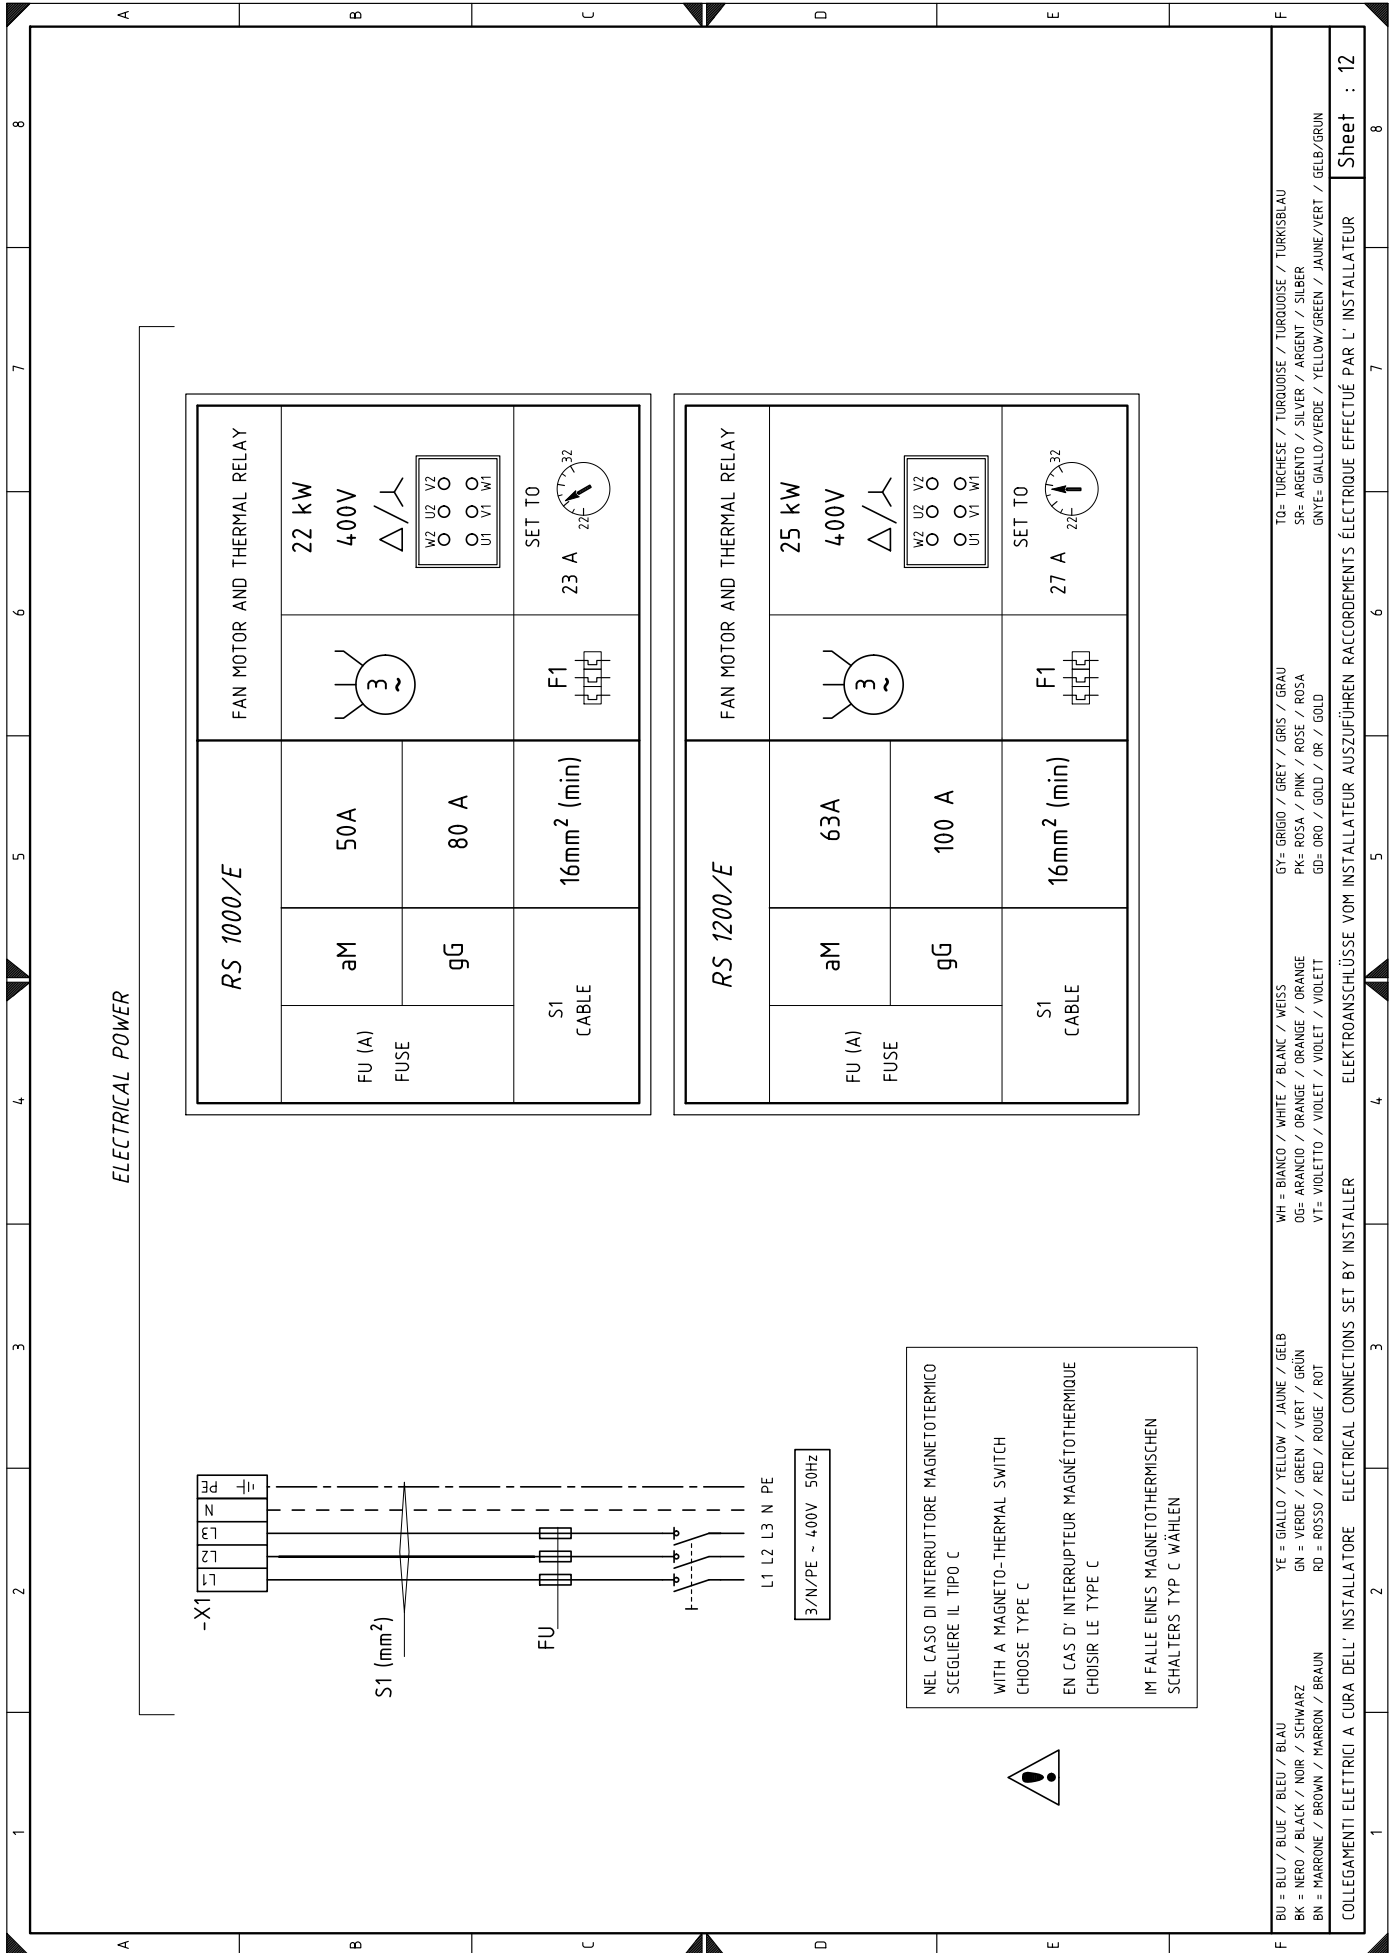 1 2 3 4 5 6 7 8
A
B
C
D
E
F
ELECTRICAL POWER
-X1
L1 L2 L3 N PE
S1 (mm²)
FU
L1 L2 L3 N PE
3/N/PE ~ 400V 50Hz
NEL CASO DI INTERRUTTORE MAGNETOTERMICO
SCEGLIERE IL TIPO C
WITH A MAGNETO-THERMAL SWITCH
CHOOSE TYPE C
EN CAS D' INTERRUPTEUR MAGNÉTOTHERMIQUE
CHOISIR LE TYPE C
IM FALLE EINES MAGNETOTHERMISCHEN
SCHALTERS TYP C WÄHLEN
RS 1000/E
FAN MOTOR AND THERMAL RELAY
FU (A)
FUSE
aM
50A
gG
80 A
3
~
22 kW
400V
W2 U2 V2
U1 V1 W1
S1
CABLE
16mm² (min)
F1
SET TO
23 A
22
32
RS 1200/E
FAN MOTOR AND THERMAL RELAY
FU (A)
FUSE
aM
63A
gG
100 A
3
~
25 kW
400V
W2 U2 V2
U1 V1 W1
S1
CABLE
16mm² (min)
F1
SET TO
27 A
22
32
BU = BLU / BLUE / BLEU / BLAU
BK = NERO / BLACK / NOIR / SCHWARZ
BN = MARRONE / BROWN / MARRON / BRAUN
YE = GIALLO / YELLOW / JAUNE / GELB
GN = VERDE / GREEN / VERT / GRÜN
RD = ROSSO / RED / ROUGE / ROT
WH = BIANCO / WHITE / BLANC / WEISS
OG= ARANCIO / ORANGE / ORANGE / ORANGE
VT= VIOLETTO / VIOLET / VIOLET / VIOLETT
GY= GRIGIO / GREY / GRIS / GRAU
PK= ROSA / PINK / ROSE / ROSA
GD= ORO / GOLD / OR / GOLD
TQ= TURCHESE / TURQUOISE / TURQUOISE / TURKISBLAU
SR= ARGENTO / SILVER / ARGENT / SILBER
GNYE= GIALLO/VERDE / YELLOW/GREEN / JAUNE/VERT / GELB/GRUN
COLLEGAMENTI ELETTRICI A CURA DELL' INSTALLATORE ELECTRICAL CONNECTIONS SET BY INSTALLER ELEKTROANSCHLÜSSE VOM INSTALLATEUR AUSZUFÜHREN RACCORDEMENTS ÉLECTRIQUE EFFECTUÉ PAR L' INSTALLATEUR
Sheet : 12
A
B
C
D
E
F
1 2 3 4 5 6 7 8